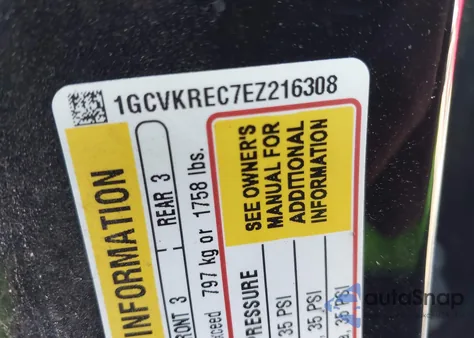 1GCVKREC7EZ216308
INFORMATION
REAR 3
FRONT 3
exceed 797 kg or 1758 lbs.
SEE OWNER'S
MANUAL FOR
ADDITIONAL
INFORMATION
PRESSURE
35 PSI
35 PSI
35 PSI
autoSnap